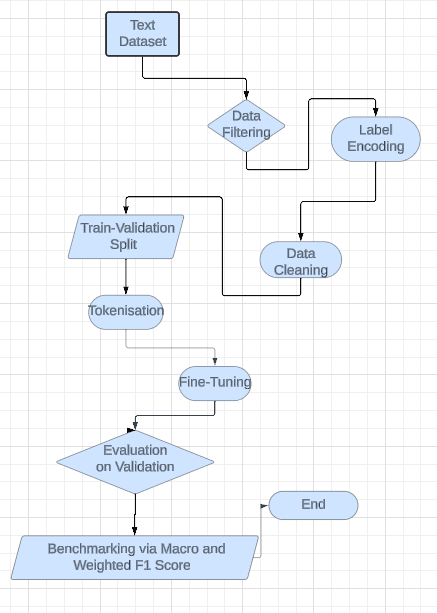 Text
Dataset
Data
Filtering
Label
Encoding
Train-Validation
Split
Data
Cleaning
Tokenisation
Fine-Tuning
Evaluation
on Validation
End
Benchmarking via Macro and
Weighted F1 Score